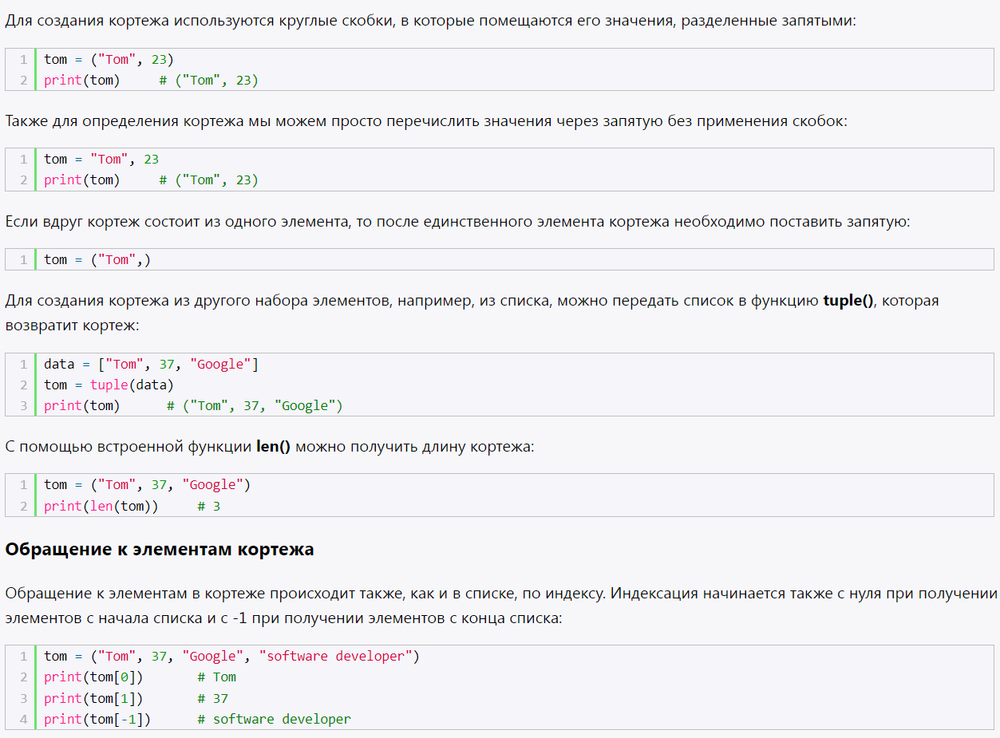 Для создания кортежа используются круглые скобки, в которые помещаются его значения, разделенные запятыми:
1 tom = ("Tom", 23)
2 print(tom)     # ("Tom", 23)
Также для определения кортежа мы можем просто перечислить значения через запятую без применения скобок:
1 tom = "Tom", 23
2 print(tom)     # ("Tom", 23)
Если вдруг кортеж состоит из одного элемента, то после единственного элемента кортежа необходимо поставить запятую:
1 tom = ("Tom",)
Для создания кортежа из другого набора элементов, например, из списка, можно передать список в функцию tuple(), которая
возвратит кортеж:
1 data = ["Tom", 37, "Google"]
2 tom = tuple(data)
3 print(tom)      # ("Tom", 37, "Google")
С помощью встроенной функции len() можно получить длину кортежа:
1 tom = ("Tom", 37, "Google")
2 print(len(tom))     # 3
Обращение к элементам кортежа
Обращение к элементам в кортеже происходит также, как и в списке, по индексу. Индексация начинается также с нуля при получении
элементов с начала списка и с -1 при получении элементов с конца списка:
1 tom = ("Tom", 37, "Google", "software developer")
2 print(tom[0])       # Tom
3 print(tom[1])       # 37
4 print(tom[-1])      # software developer